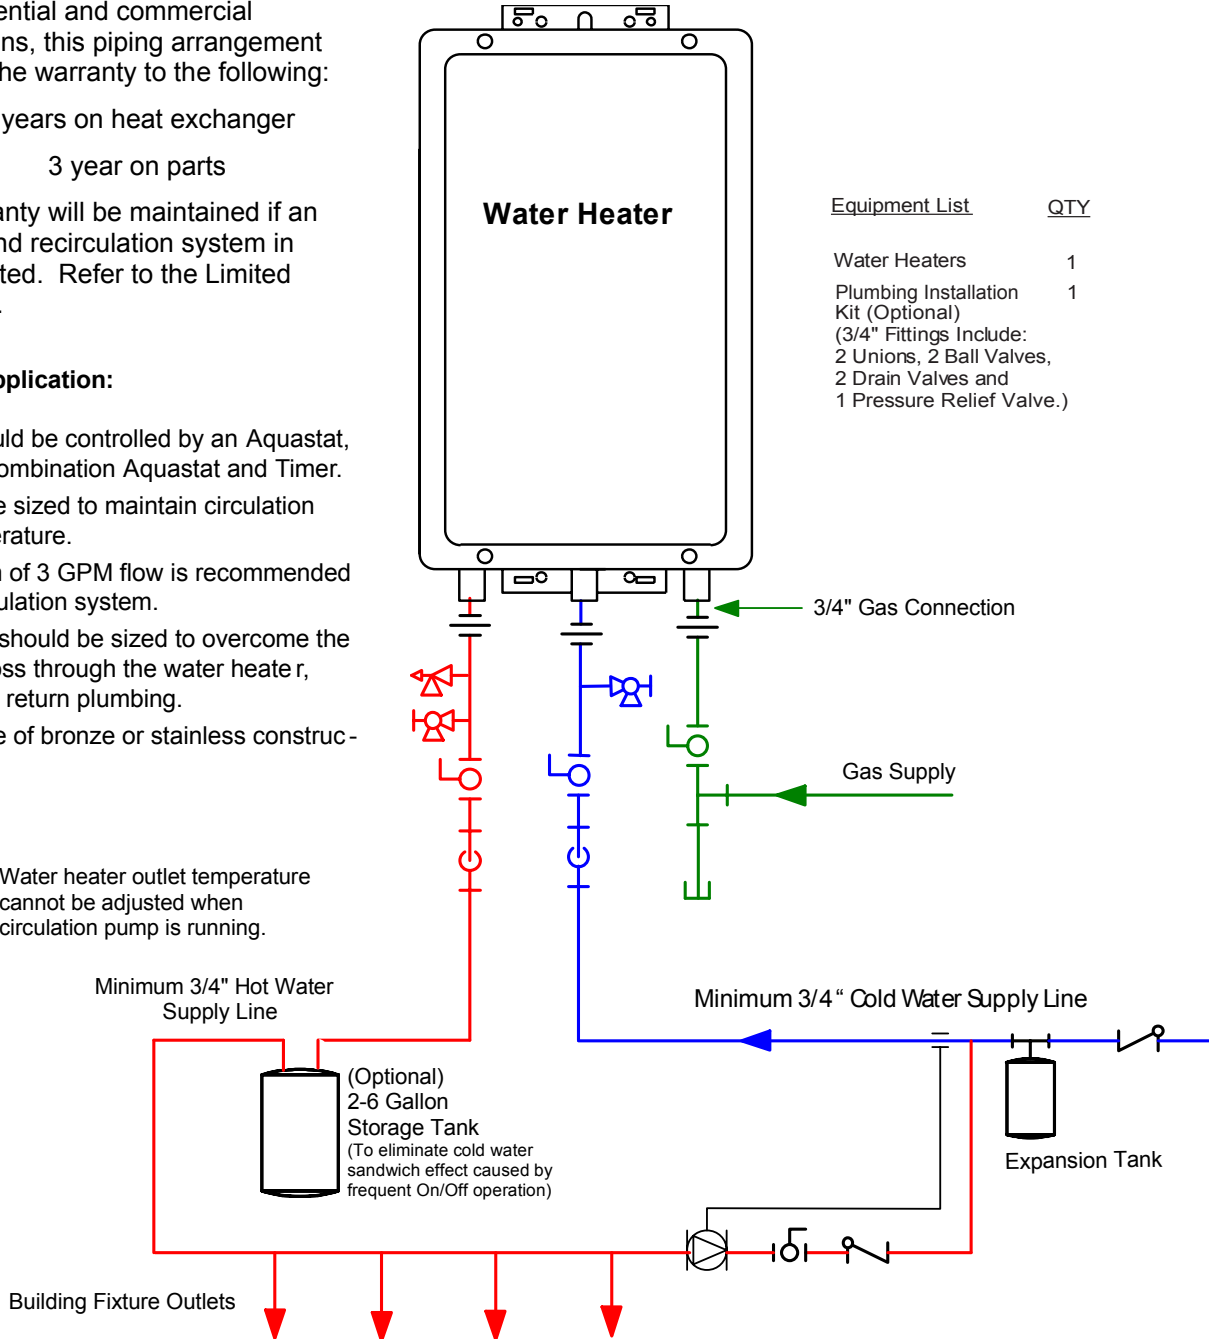 ential and commercial
ns, this piping arrangement
he warranty to the following:
years on heat exchanger
3 year on parts
anty will be maintained if an
nd recirculation system in
ted. Refer to the Limited
.
pplication:
uld be controlled by an Aquastat,
ombination Aquastat and Timer.
e sized to maintain circulation
erature.
n of 3 GPM flow is recommended
ulation system.
should be sized to overcome the
oss through the water heate r,
return plumbing.
e of bronze or stainless construc-
Water heater outlet temperature
cannot be adjusted when
circulation pump is running.
Water Heater
Equipment List QTY
Water Heaters 1
Plumbing Installation 1
Kit (Optional)
(3/4" Fittings Include:
2 Unions, 2 Ball Valves,
2 Drain Valves and
1 Pressure Relief Valve.)
3/4" Gas Connection
Gas Supply
Minimum 3/4" Hot Water
Supply Line
Minimum 3/4 “ Cold Water Supply Line
(Optional)
2-6 Gallon
Storage Tank
(To eliminate cold water
sandwich effect caused by
frequent On/Off operation)
Expansion Tank
Building Fixture Outlets